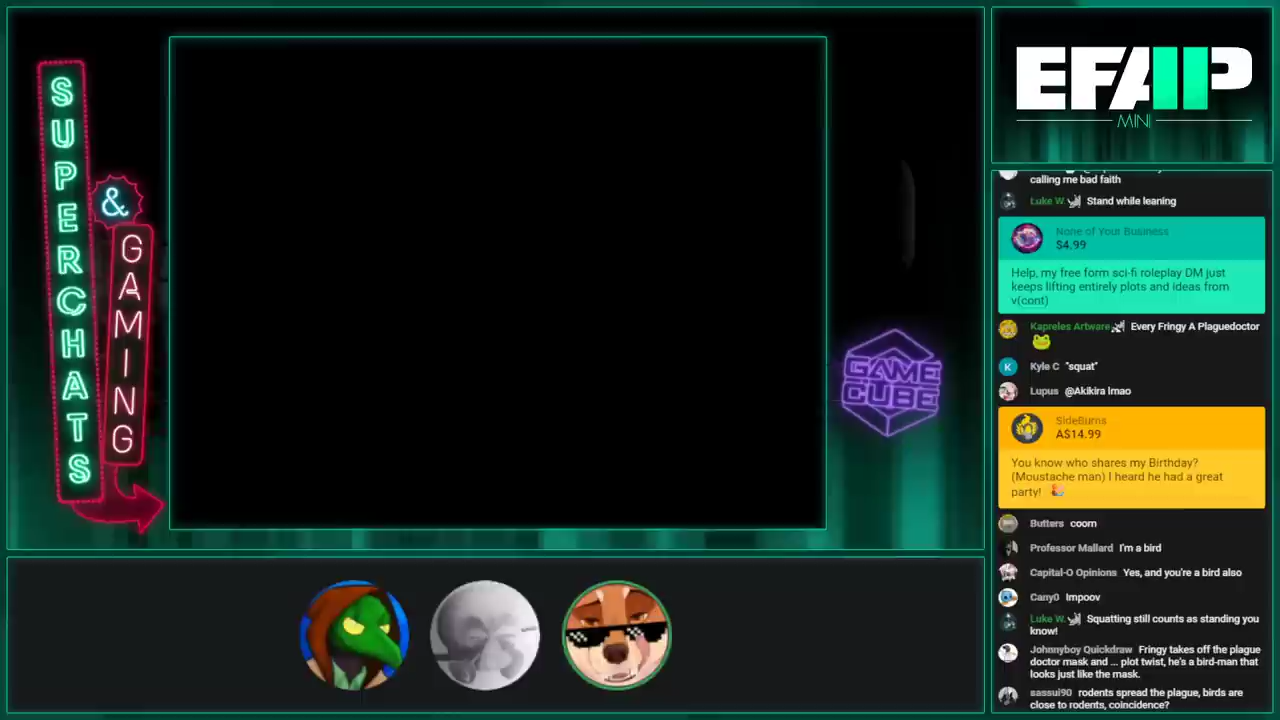 SUPERCHATS
&
GAMING
GAME
CUBE
EFAP
MINI
calling me bad faith
Luke W. Stand while leaning
None of Your Business
$4.99
Help, my free form sci-fi roleplay DM just
keeps lifting entirely plots and ideas from
v(cont)
Kapreles Artware Every Fringy A Plaguedoctor
K Kyle C "squat"
Lupus @Akikira lmao
SideBurns
A$14.99
You know who shares my Birthday?
(Moustache man) I heard he had a great
party!
Butters coom
Professor Mallard I'm a bird
Capital-O Opinions Yes, and you're a bird also
Cany0 Impoov
Luke W. Squatting still counts as standing you
know!
Johnnyboy Quickdraw Fringy takes off the plague
doctor mask and ... plot twist, he's a bird-man that
looks just like the mask.
sassui90 rodents spread the plague, birds are
close to rodents, coincidence?